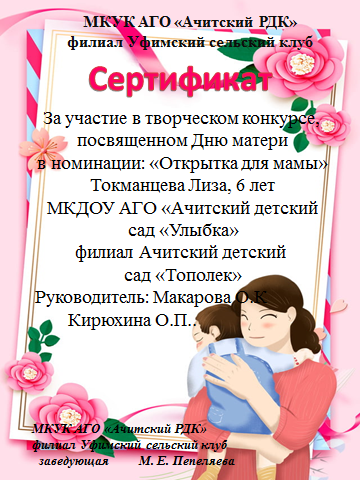 МКУК АГО «Ачитский РДК»
филиал Уфимский сельский клуб
Сертификат
За участие в творческом конкурсе,
посвященном Дню матери
в номинации: «Открытка для мамы»
Токманцева Лиза, 6 лет
МКДОУ АГО «Ачитский детский
сад «Улыбка»
филиал Ачитский детский
сад «Тополек»
Руководитель: Макарова О.К
Кирюхина О.П..
МКУК АГО «Ачитский РДК»
филиал Уфимский сельский клуб
заведующая М. Е. Пепеляева